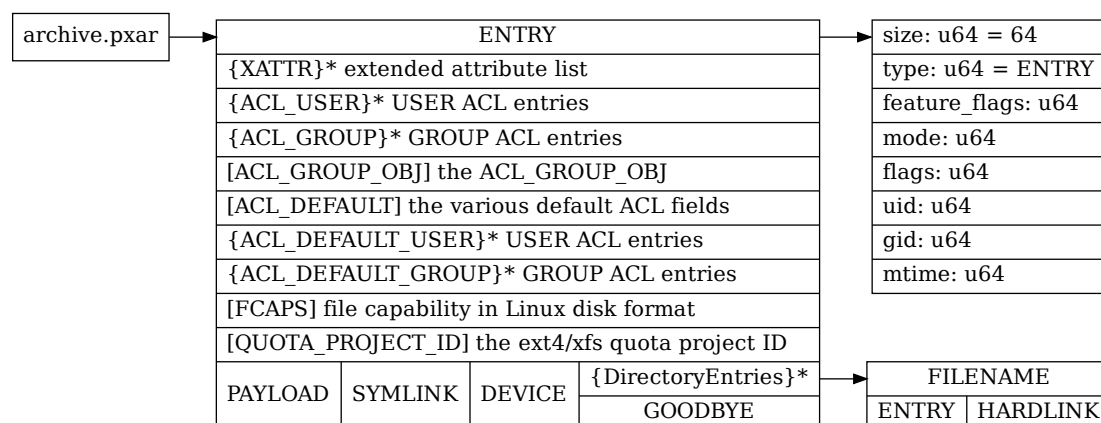 archive.pxar
ENTRY
{XATTR}* extended attribute list
{ACL_USER}* USER ACL entries
{ACL_GROUP}* GROUP ACL entries
[ACL_GROUP_OBJ] the ACL_GROUP_OBJ
[ACL_DEFAULT] the various default ACL fields
{ACL_DEFAULT_USER}* USER ACL entries
{ACL_DEFAULT_GROUP}* GROUP ACL entries
[FCAPS] file capability in Linux disk format
[QUOTA_PROJECT_ID] the ext4/xfs quota project ID
PAYLOAD
SYMLINK
DEVICE
{DirectoryEntries}*
GOODBYE
size: u64 = 64
type: u64 = ENTRY
feature_flags: u64
mode: u64
flags: u64
uid: u64
gid: u64
mtime: u64
FILENAME
ENTRY
HARDLINK